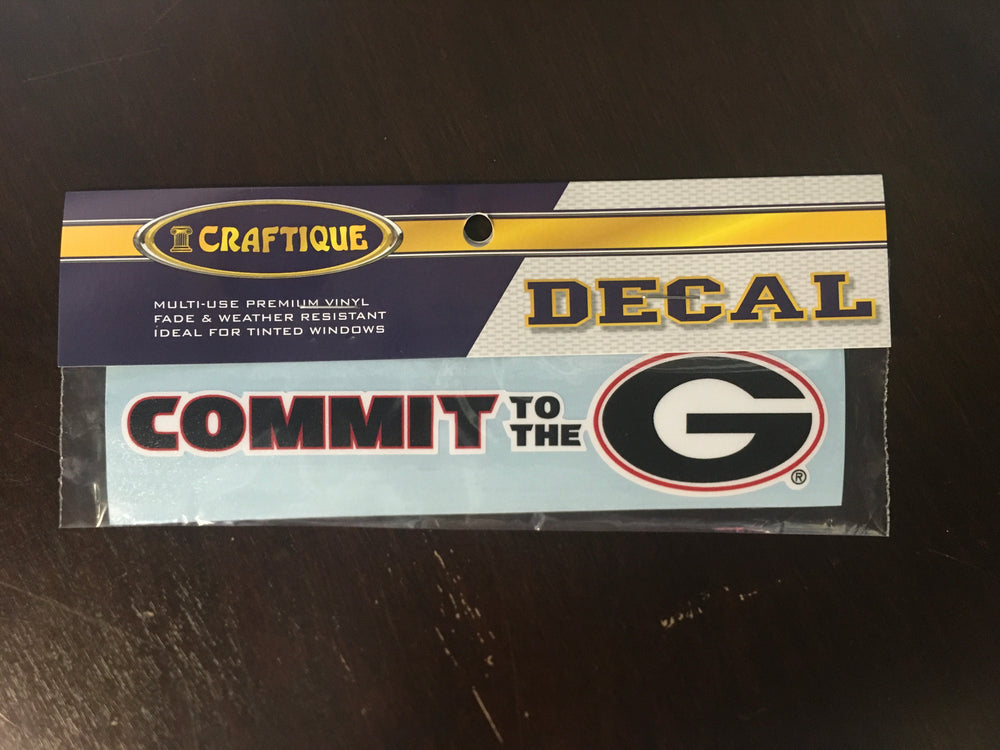 CRAFTIQUE
MULTI-USE PREMIUM VINYL
FADE & WEATHER RESISTANT
IDEAL FOR TINTED WINDOWS
DECAL
COMMIT TO THE G ®